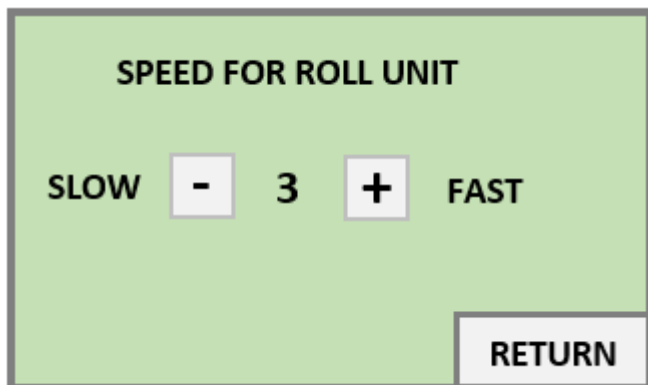 SPEED FOR ROLL UNIT
SLOW - 3 + FAST
RETURN